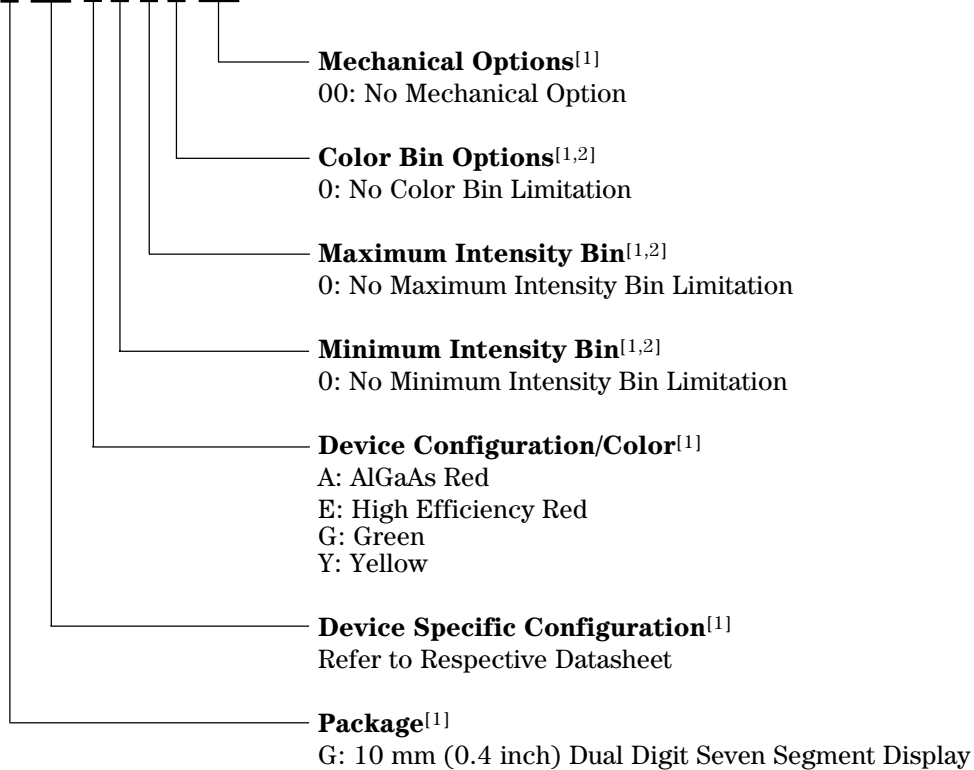 Mechanical Options[1]
00: No Mechanical Option
Color Bin Options[1,2]
0: No Color Bin Limitation
Maximum Intensity Bin[1,2]
0: No Maximum Intensity Bin Limitation
Minimum Intensity Bin[1,2]
0: No Minimum Intensity Bin Limitation
Device Configuration/Color[1]
A: AlGaAs Red
E: High Efficiency Red
G: Green
Y: Yellow
Device Specific Configuration[1]
Refer to Respective Datasheet
Package[1]
G: 10 mm (0.4 inch) Dual Digit Seven Segment Display